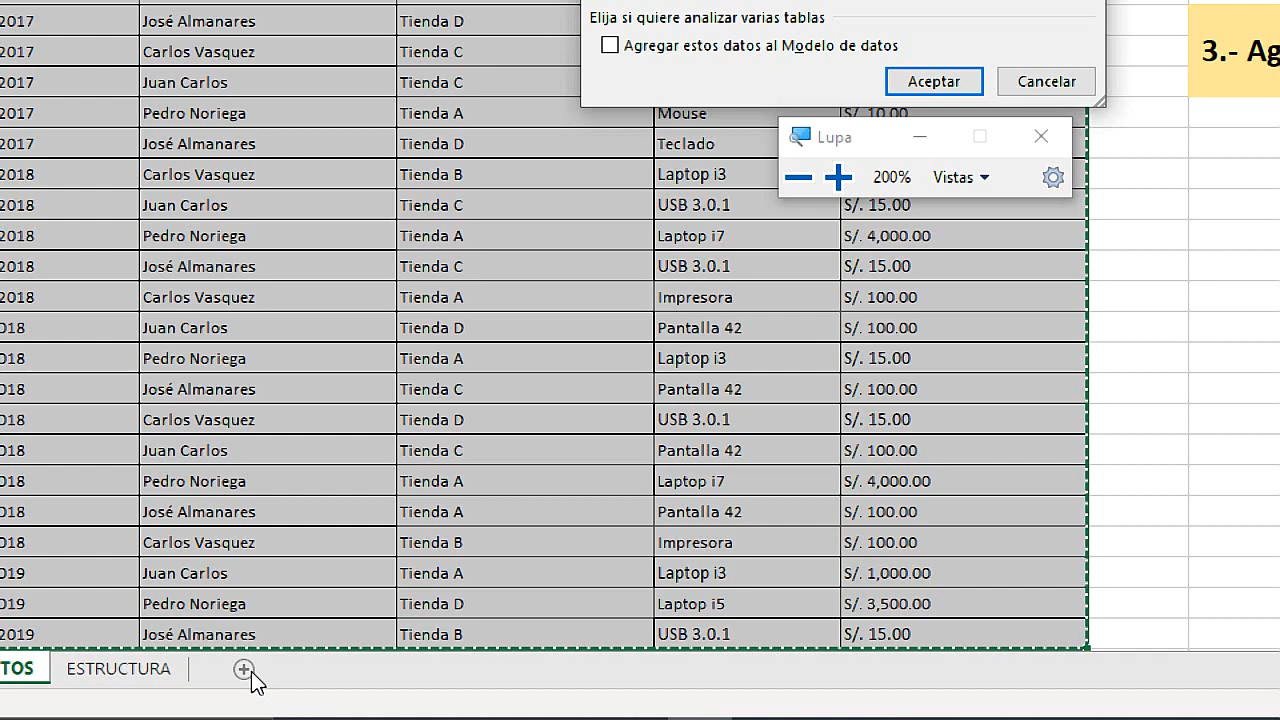 Elija si quiere analizar varias tablas
Agregar estos datos al Modelo de datos
Aceptar Cancelar
3.- Ag
Lupa
200% Vistas
2017 José Almanares Tienda D
2017 Carlos Vasquez Tienda C
2017 Juan Carlos Tienda C
2017 Pedro Noriega Tienda A Mouse S/. 10.00
2017 José Almanares Tienda D Teclado
2018 Carlos Vasquez Tienda B Laptop i3
2018 Juan Carlos Tienda C USB 3.0.1 S/. 15.00
2018 Pedro Noriega Tienda A Laptop i7 S/. 4,000.00
2018 José Almanares Tienda C USB 3.0.1 S/. 15.00
2018 Carlos Vasquez Tienda A Impresora S/. 100.00
018 Juan Carlos Tienda D Pantalla 42 S/. 100.00
018 Pedro Noriega Tienda A Laptop i3 S/. 15.00
018 José Almanares Tienda C Pantalla 42 S/. 100.00
018 Carlos Vasquez Tienda D USB 3.0.1 S/. 15.00
018 Juan Carlos Tienda C Pantalla 42 S/. 100.00
018 Pedro Noriega Tienda A Laptop i7 S/. 4,000.00
018 José Almanares Tienda A Pantalla 42 S/. 100.00
018 Carlos Vasquez Tienda B Impresora S/. 100.00
019 Juan Carlos Tienda A Laptop i3 S/. 1,000.00
019 Pedro Noriega Tienda D Laptop i5 S/. 3,500.00
2019 José Almanares Tienda B USB 3.0.1 S/. 15.00
TOS ESTRUCTURA